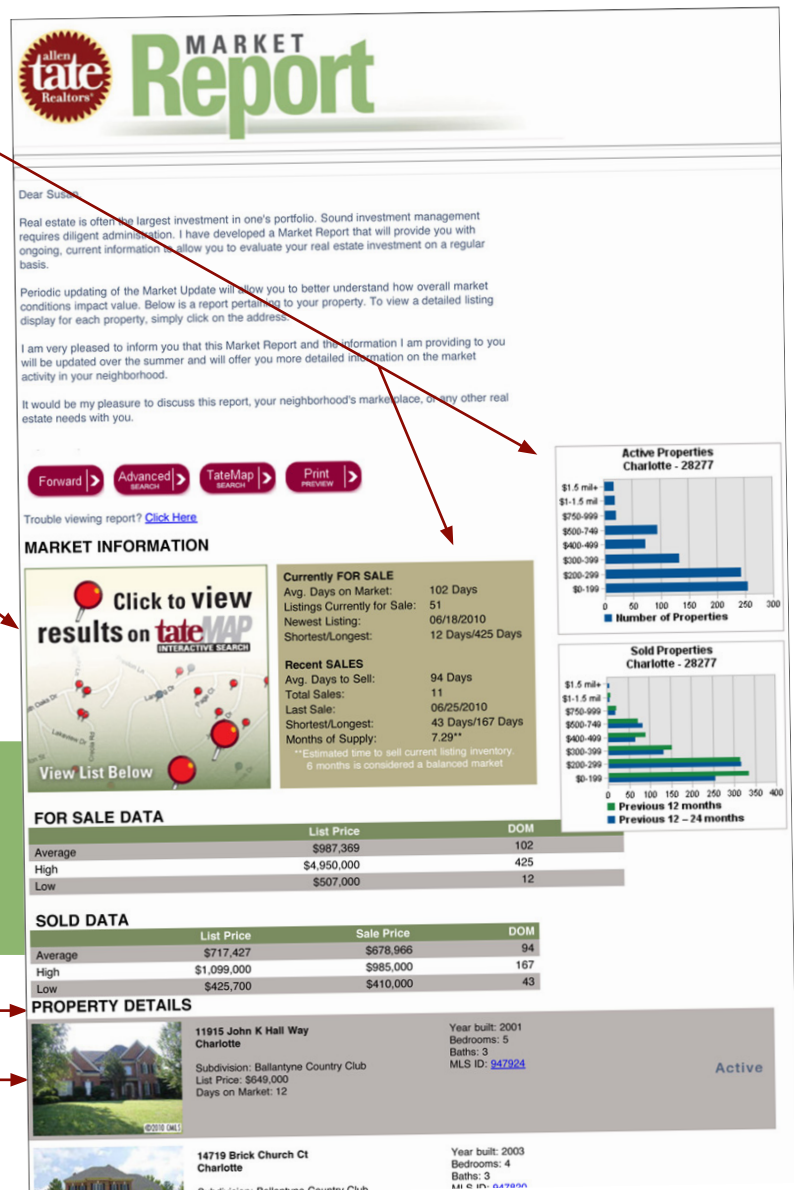 allen
tate
Realtors®
MARKET
Report
Dear Susan,
Real estate is often the largest investment in one's portfolio. Sound investment management
requires diligent administration. I have developed a Market Report that will provide you with
ongoing, current information to allow you to evaluate your real estate investment on a regular
basis.
Periodic updating of the Market Update will allow you to better understand how overall market
conditions impact value. Below is a report pertaining to your property. To view a detailed listing
display for each property, simply click on the address.
I am very pleased to inform you that this Market Report and the information I am providing to you
will be updated over the summer and will offer you more detailed information on the market
activity in your neighborhood.
It would be my pleasure to discuss this report, your neighborhood's marketplace, or any other real
estate needs with you.
Forward
Advanced
SEARCH
TateMap
SEARCH
Print
PREVIEW
Trouble viewing report? Click Here
MARKET INFORMATION
Click to view
results on tate MAP
INTERACTIVE SEARCH
Lakeview Dr
Page Ct
View List Below
Currently FOR SALE
Avg. Days on Market: 102 Days
Listings Currently for Sale: 51
Newest Listing: 06/18/2010
Shortest/Longest: 12 Days/425 Days
Recent SALES
Avg. Days to Sell: 94 Days
Total Sales: 11
Last Sale: 06/25/2010
Shortest/Longest: 43 Days/167 Days
Months of Supply: 7.29**
**Estimated time to sell current listing inventory.
6 months is considered a balanced market
Active Properties
Charlotte - 28277
$1.5 mil+
$1-1.5 mil
$750-999
$500-749
$400-499
$300-399
$200-299
$0-199
0 50 100 150 200 250 300
Number of Properties
Sold Properties
Charlotte - 28277
$1.5 mil+
$1-1.5 mil
$750-999
$500-749
$400-499
$300-399
$200-299
$0-199
0 50 100 150 200 250 300 350 400
Previous 12 months
Previous 12 – 24 months
FOR SALE DATA
List Price DOM
Average $987,369 102
High $4,950,000 425
Low $507,000 12
SOLD DATA
List Price Sale Price DOM
Average $717,427 $678,966 94
High $1,099,000 $985,000 167
Low $425,700 $410,000 43
PROPERTY DETAILS
11915 John K Hall Way
Charlotte
Subdivision: Ballantyne Country Club
List Price: $649,000
Days on Market: 12
Year built: 2001
Bedrooms: 5
Baths: 3
MLS ID: 947924
Active
©2010 CMLS
14719 Brick Church Ct
Charlotte
Subdivision: Ballantyne Country Club
Year built: 2003
Bedrooms: 4
Baths: 3
MLS ID: 947820